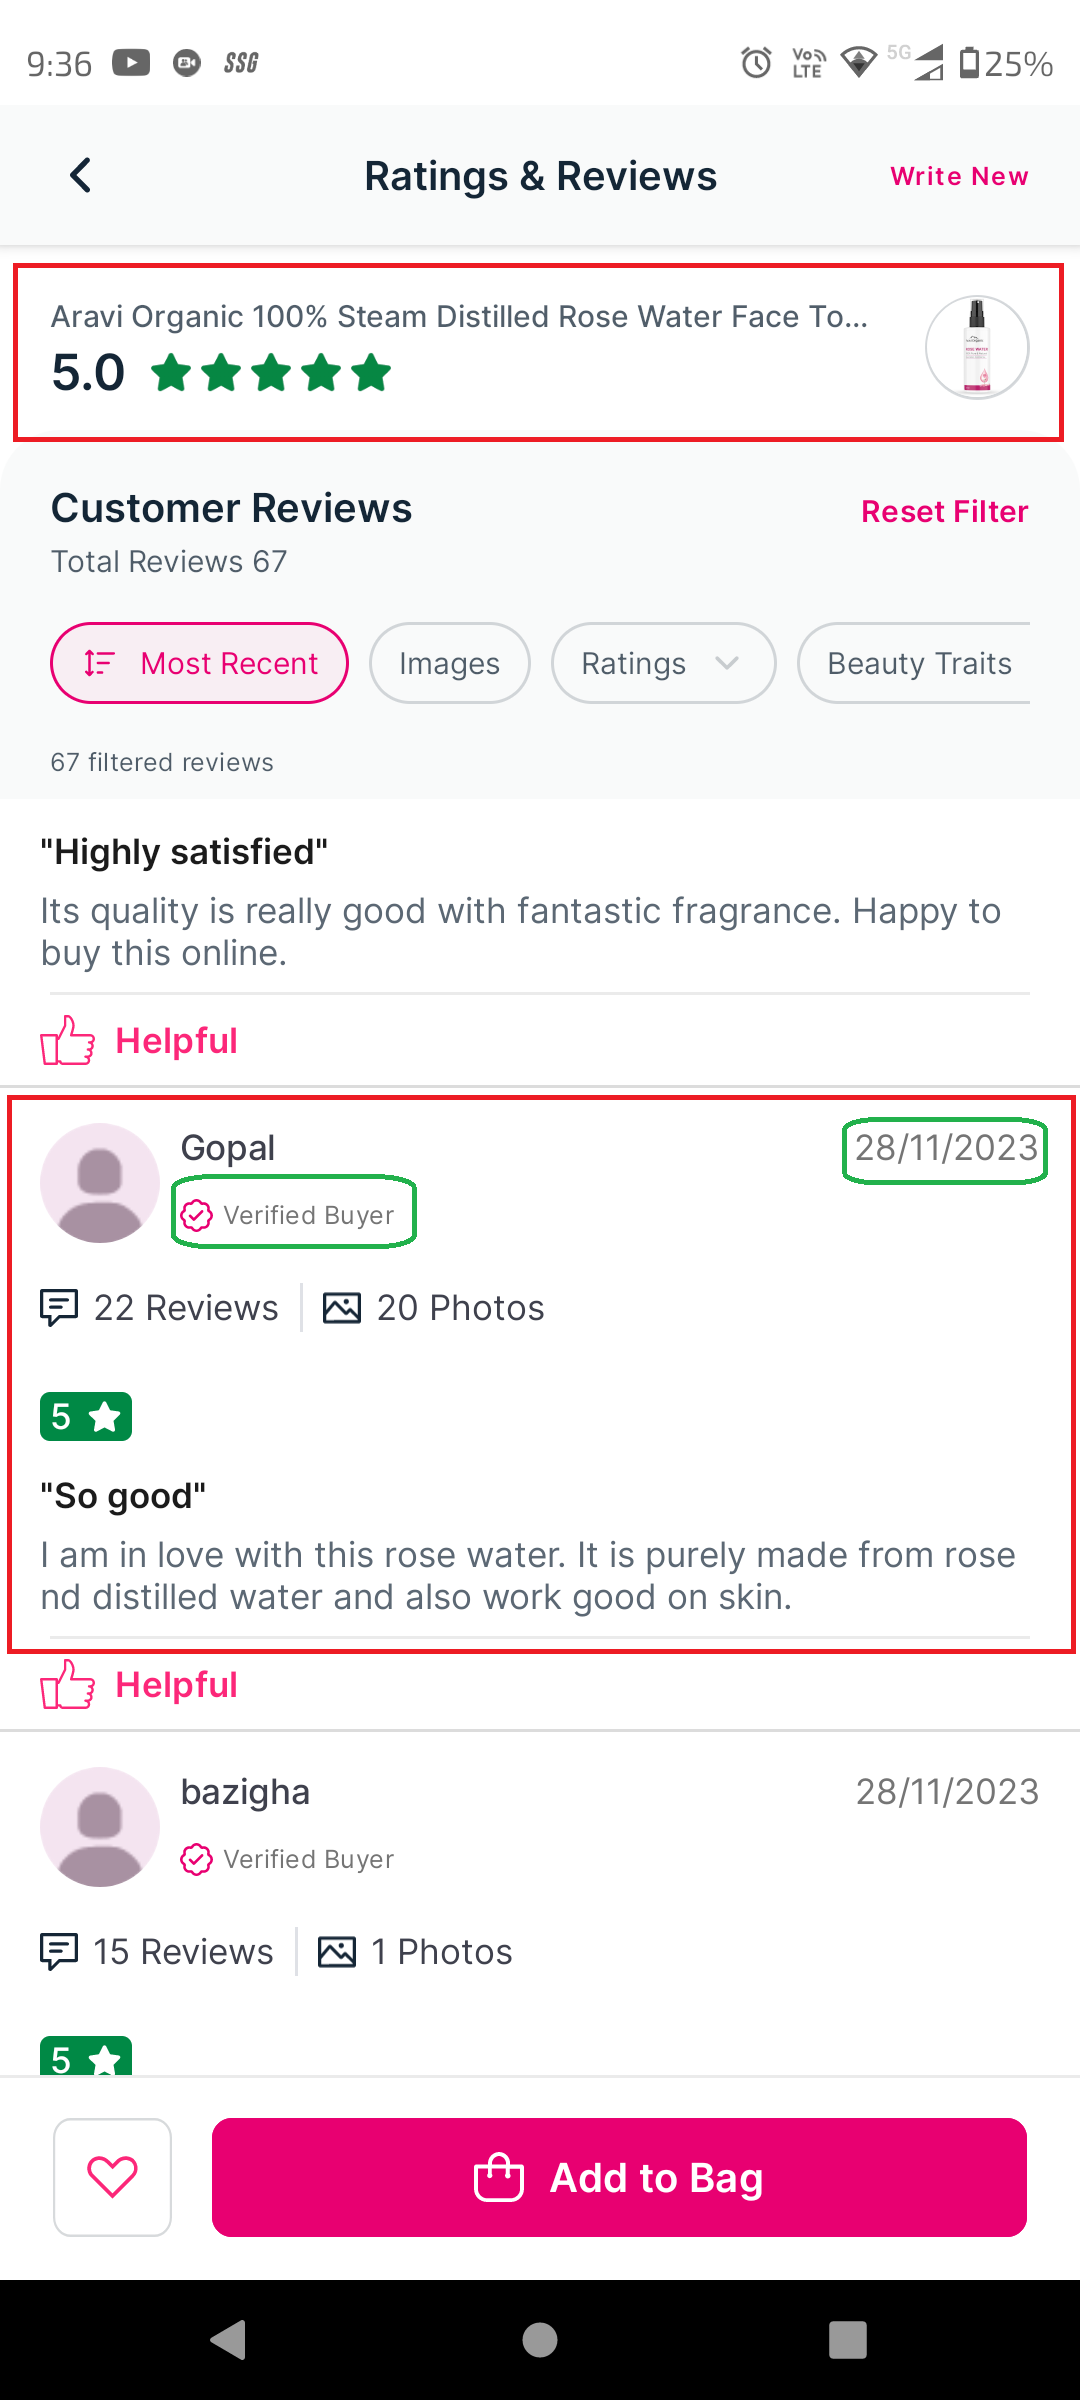 9:36 SSG Vo LTE 5G 25%
Ratings & Reviews Write New
Aravi Organic 100% Steam Distilled Rose Water Face To...
5.0
Customer Reviews Reset Filter
Total Reviews 67
Most Recent Images Ratings Beauty Traits
67 filtered reviews
"Highly satisfied"
Its quality is really good with fantastic fragrance. Happy to
buy this online.
Helpful
Gopal 28/11/2023
Verified Buyer
22 Reviews 20 Photos
5
"So good"
I am in love with this rose water. It is purely made from rose
nd distilled water and also work good on skin.
Helpful
bazigha 28/11/2023
Verified Buyer
15 Reviews 1 Photos
5
Add to Bag